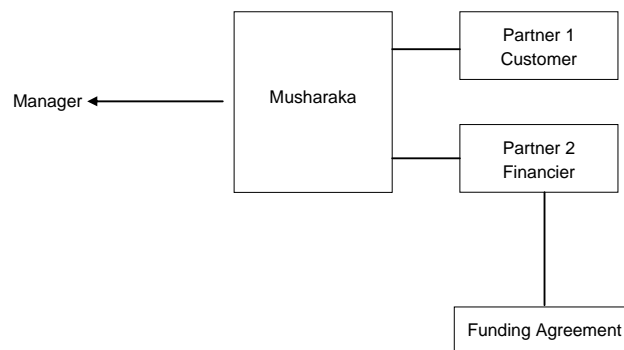 Partner 1
Customer
Musharaka
Manager
Partner 2
Financier
Funding Agreement